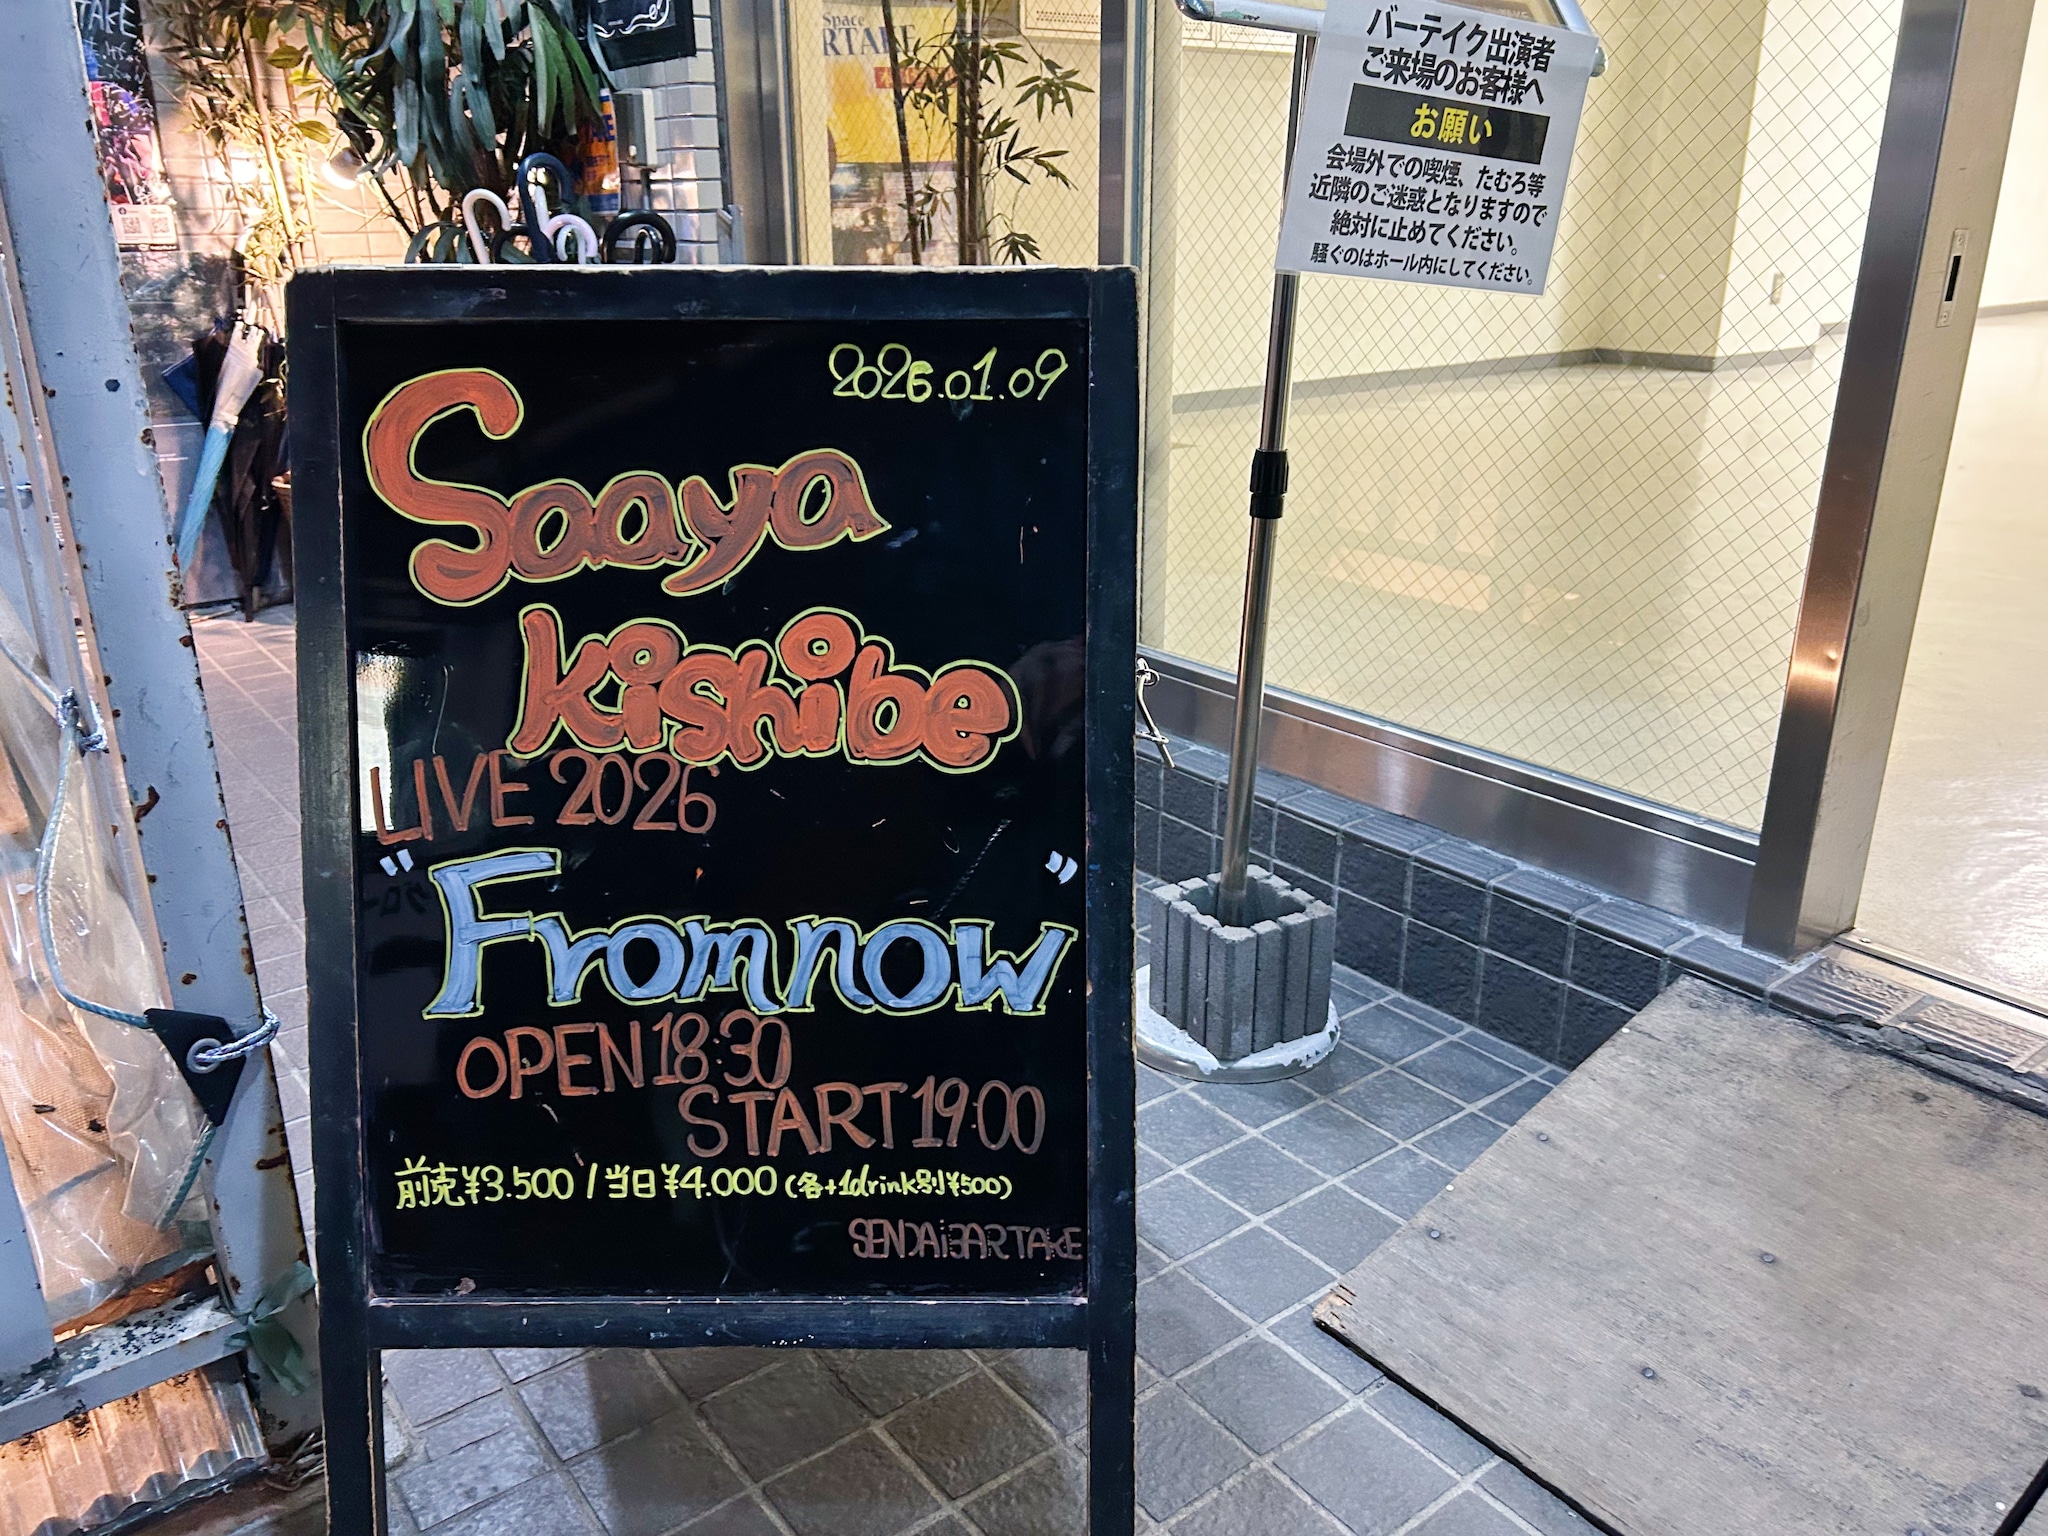 2026.01.09
Saaya
kishibe
LIVE 2026
"From now"
OPEN 18:30
START 19:00
前売¥3.500 / 当日¥4.000 (各+1drink別¥500)
SENDAiBARTAKE
バーテイク出演者
ご来場のお客様へ
お願い
会場外での喫煙、たむろ等
近隣のご迷惑となりますので
絶対に止めてください。
騒ぐのはホール内にしてください。
Space
RTAKE
TAKE